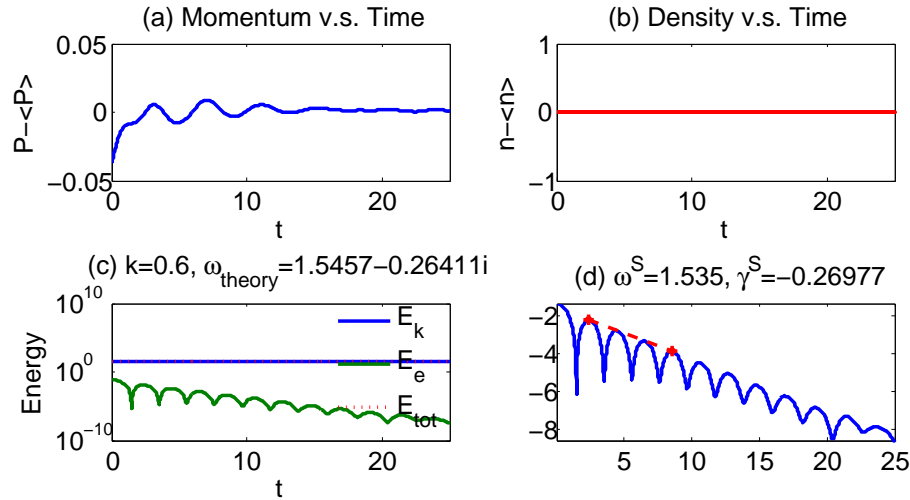 (a) Momentum v.s. Time
0.05
0
−0.05
P−<P>
0 10 20
t
(b) Density v.s. Time
1
0
−1
n−<n>
10 20
t
(c) k=0.6, ω_theory=1.5457−0.26411i
10^10
10^0
10^−10
Energy
E_k
E_e
E_tot
0 10 20
t
(d) ω^S=1.535, γ^S=−0.26977
−2
−4
−6
−8
5 10 15 20 25